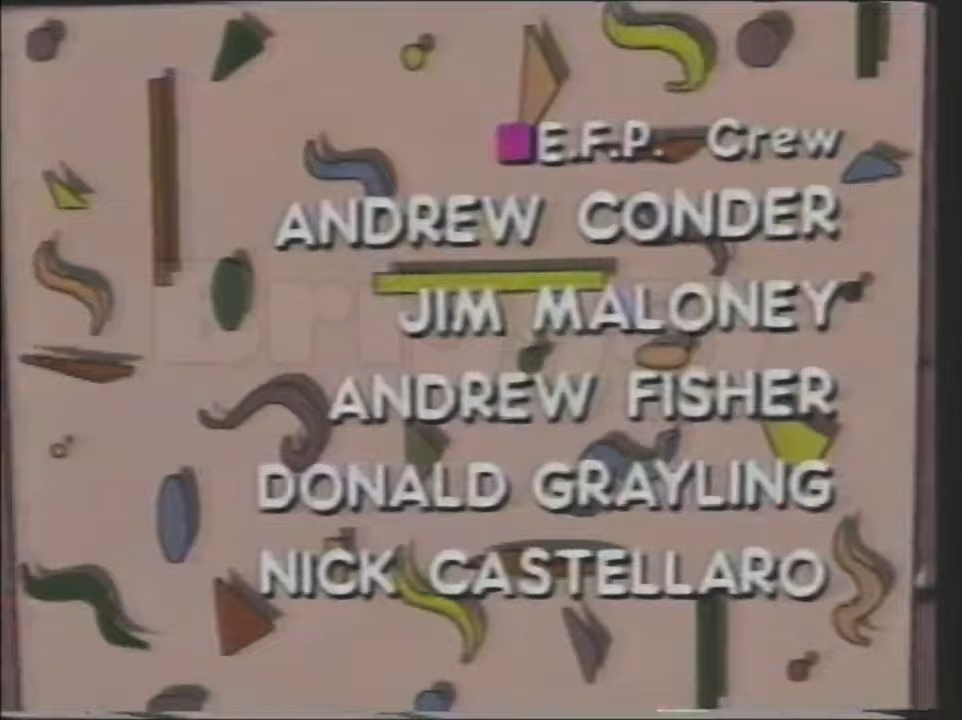 E.F.P. Crew
ANDREW CONDER
JIM MALONEY
ANDREW FISHER
DONALD GRAYLING
NICK CASTELLARO